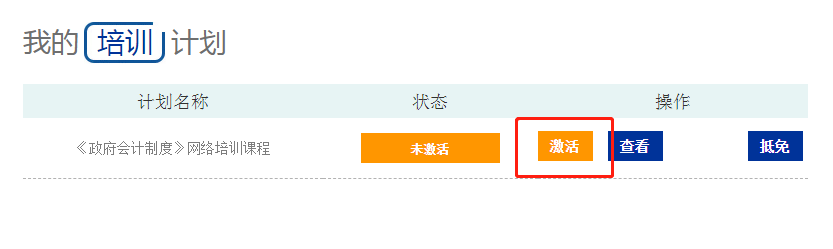 我的 培训 计划
计划名称 状态 操作
《政府会计制度》网络培训课程 未激活 激活 查看 抵免